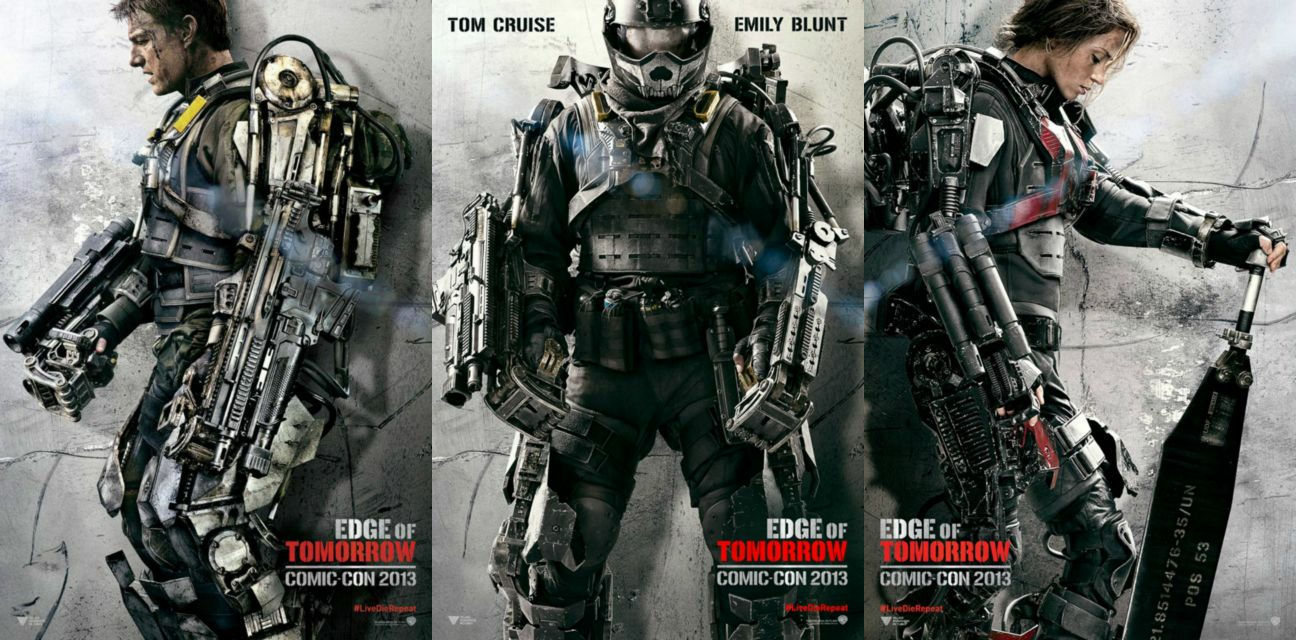 TOM CRUISE
EMILY BLUNT
EDGE OF
TOMORROW
COMIC-CON 2013
#LiveDieRepeat
EDGE OF
TOMORROW
COMIC-CON 2013
#LiveDieRepeat
EDGE OF
TOMORROW
COMIC-CON 2013
#LiveDieRepeat
POS 53